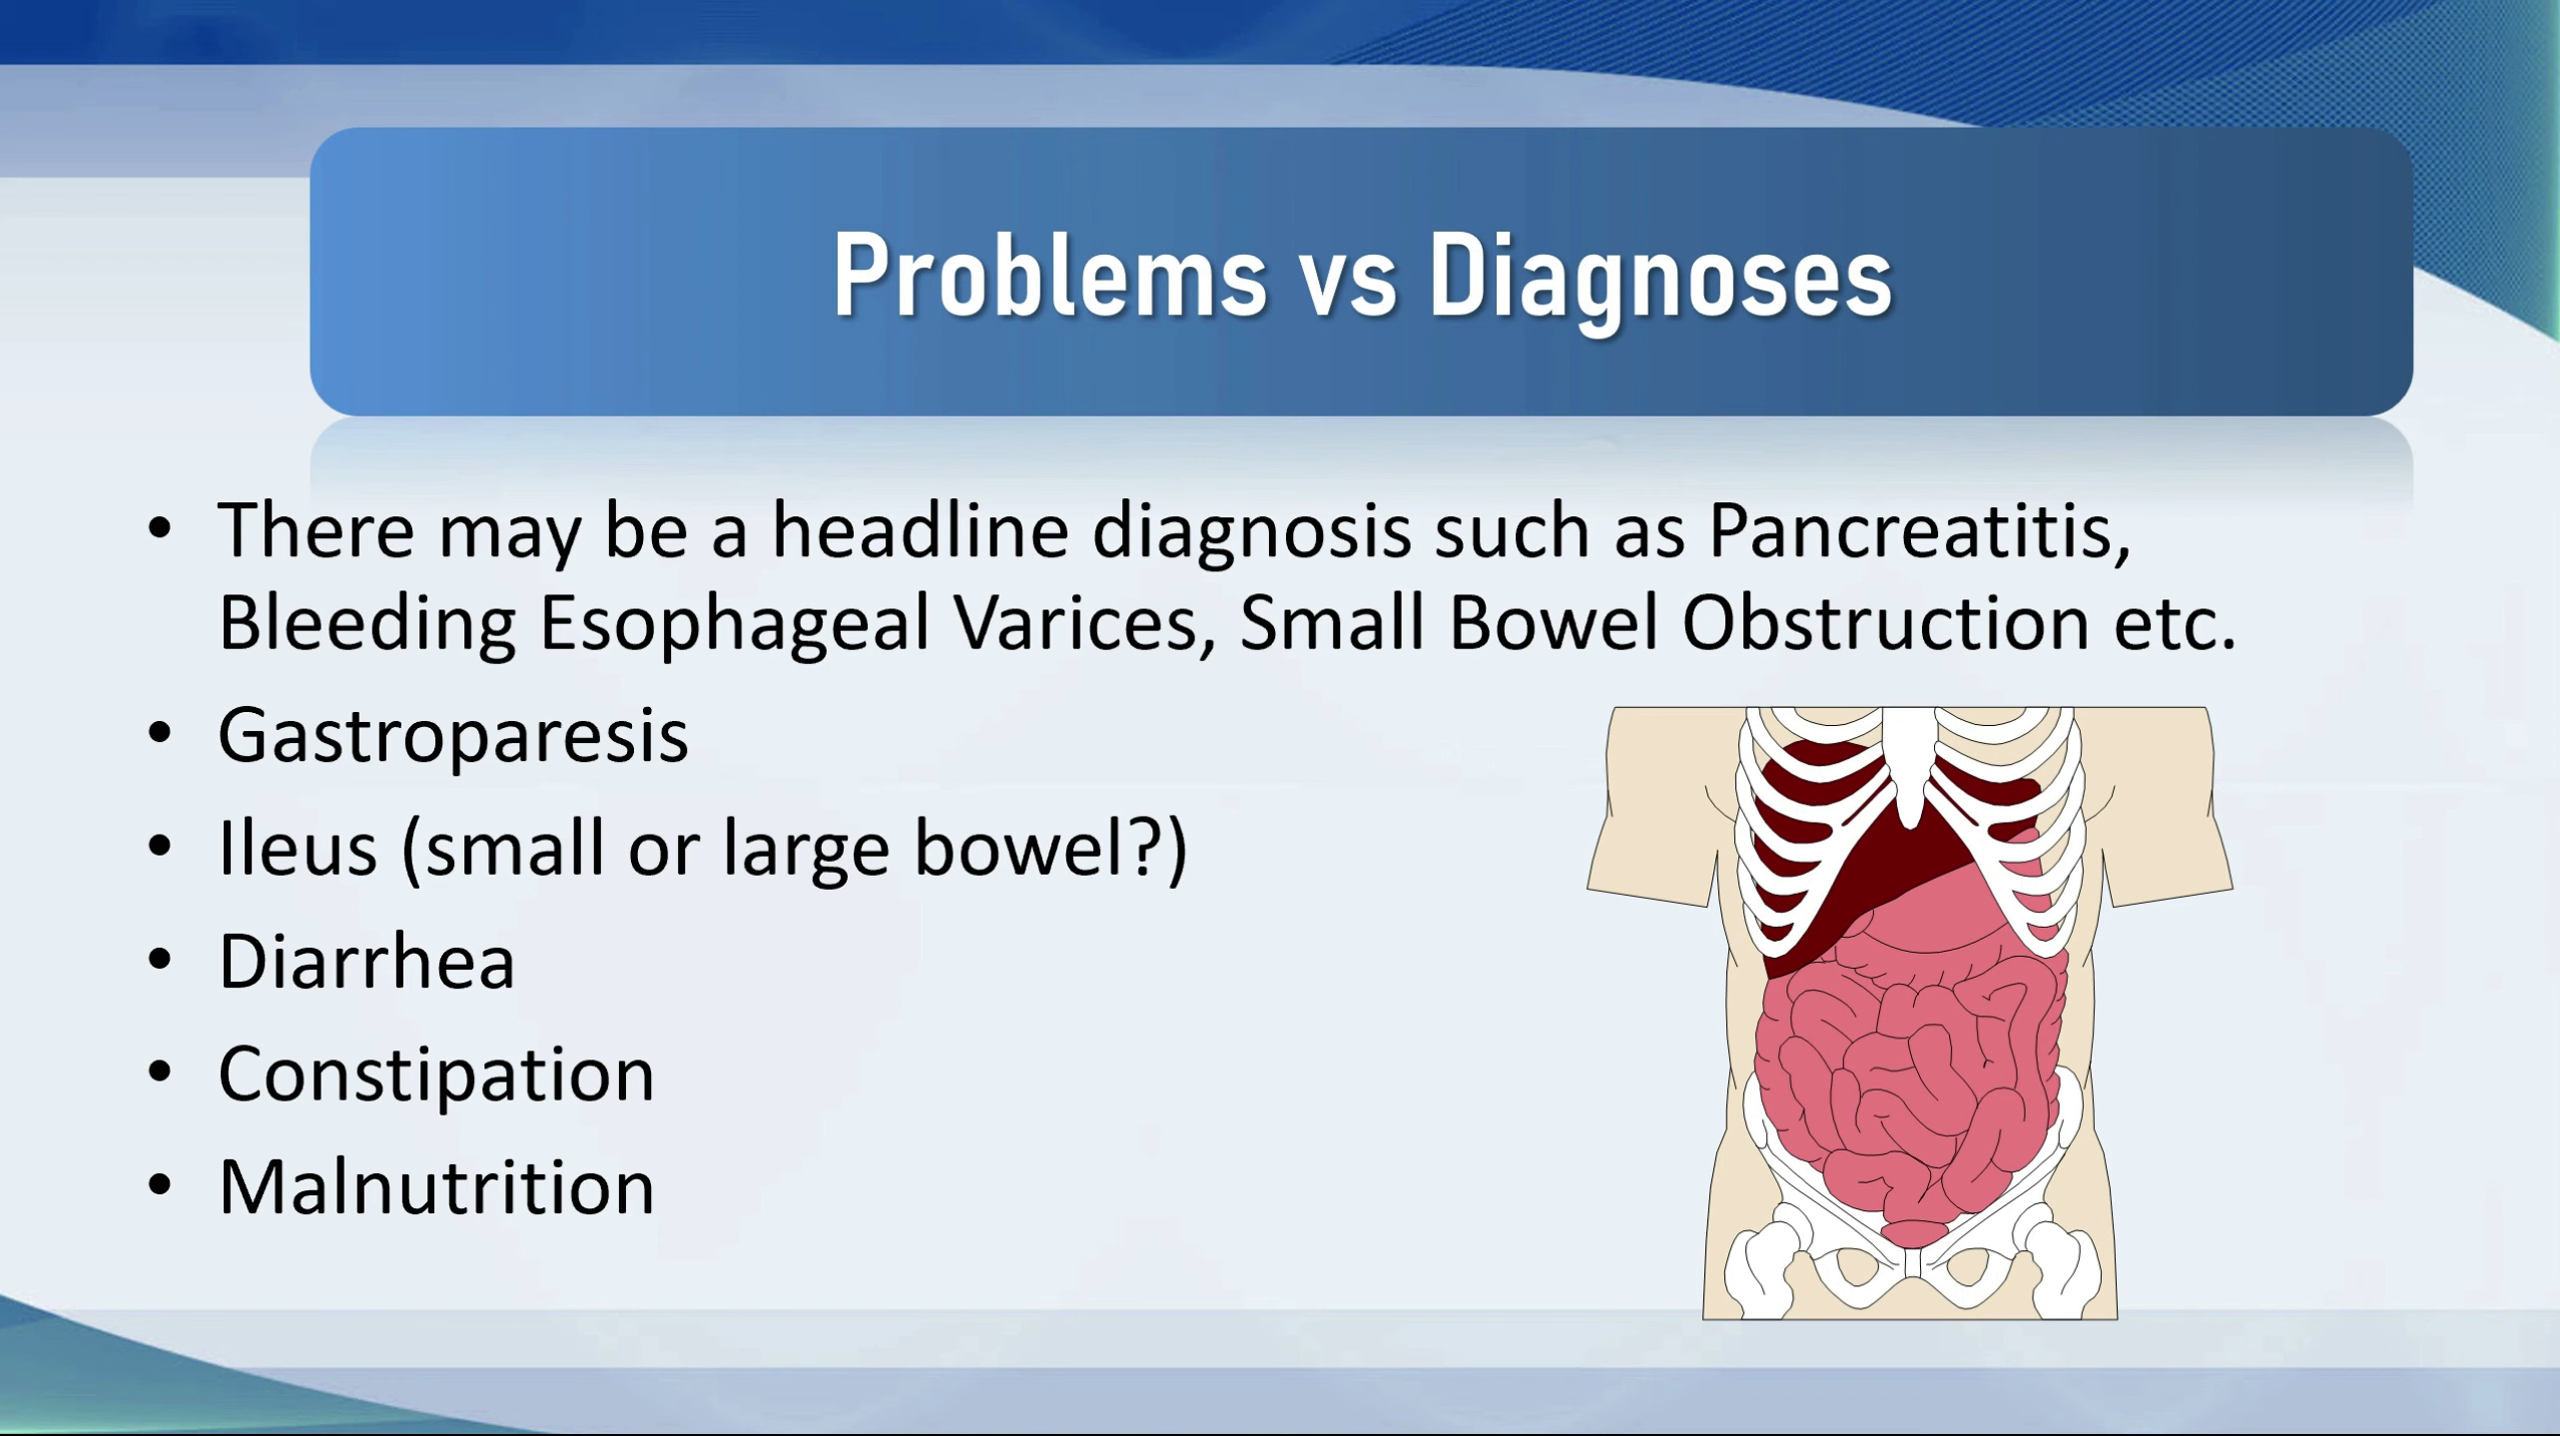 Problems vs Diagnoses
• There may be a headline diagnosis such as Pancreatitis,
Bleeding Esophageal Varices, Small Bowel Obstruction etc.
• Gastroparesis
• Ileus (small or large bowel?)
• Diarrhea
• Constipation
• Malnutrition